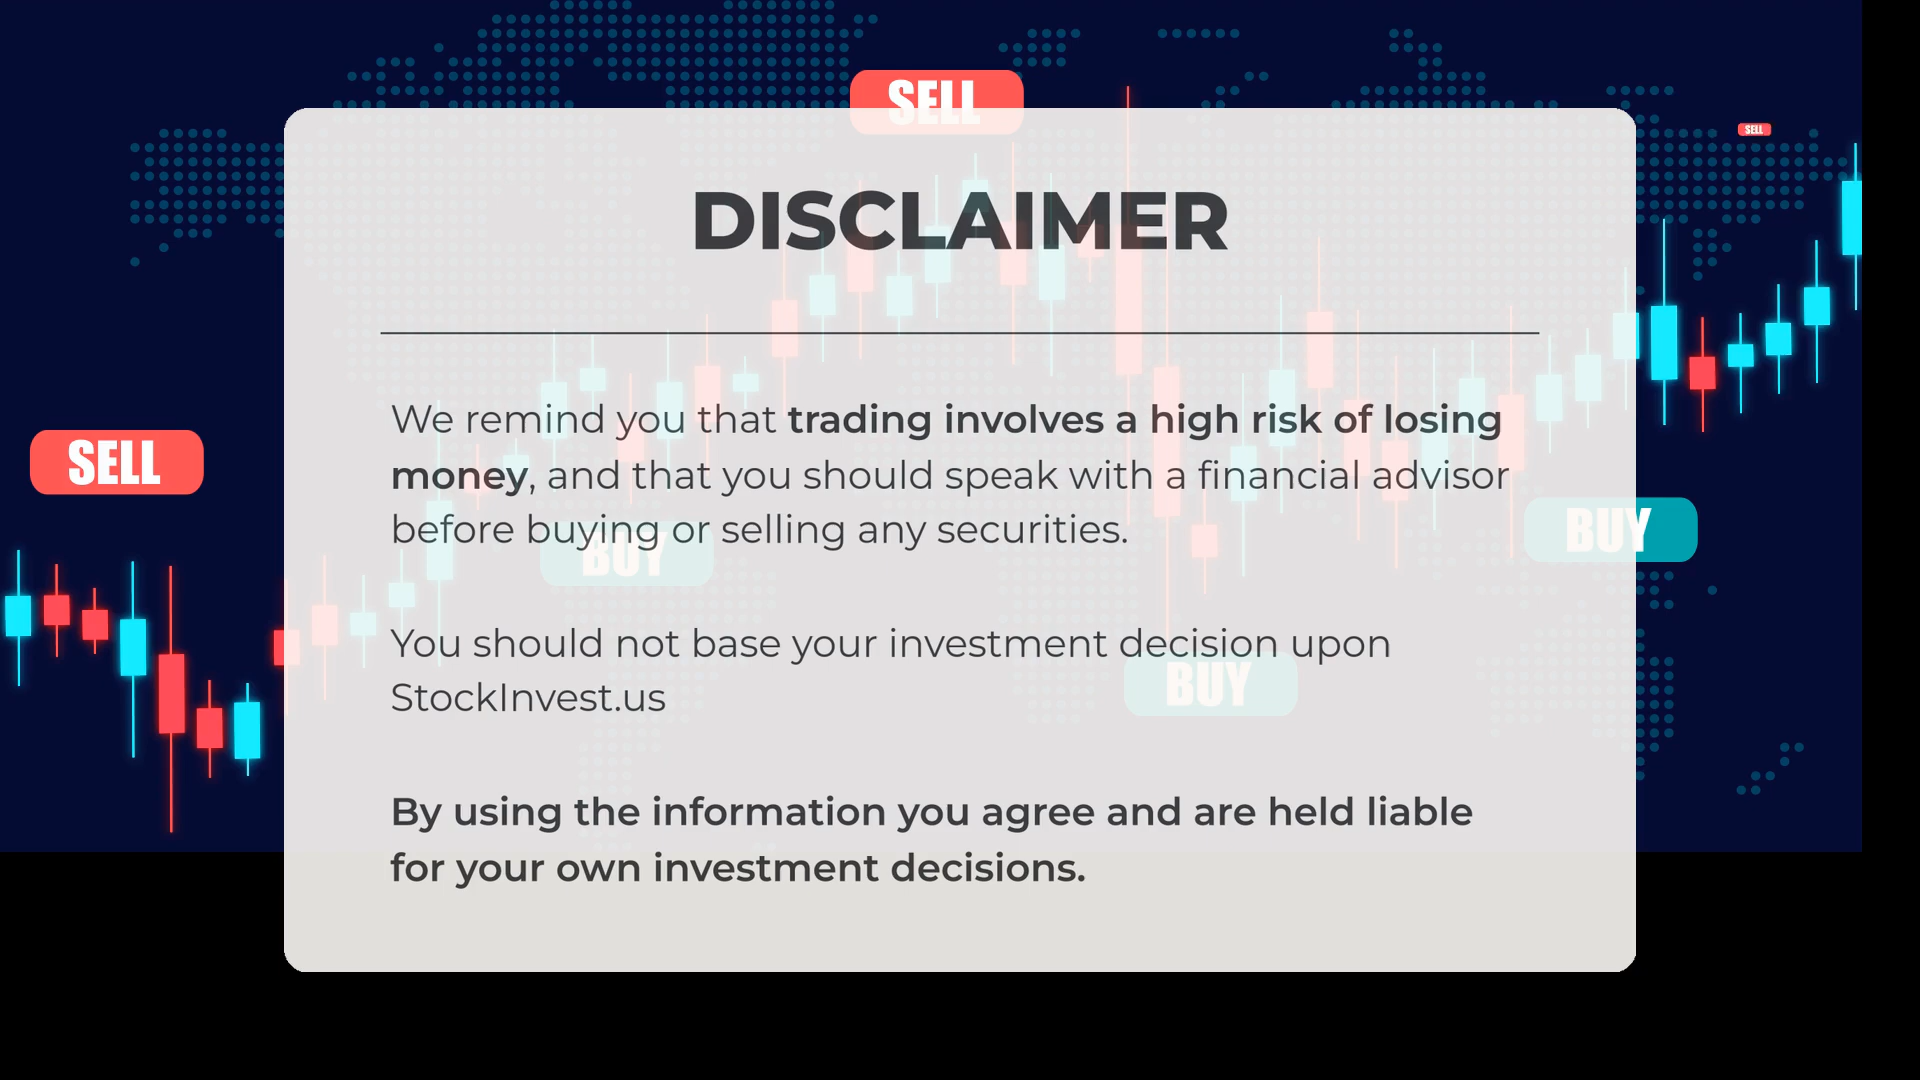 SELL
SELL
DISCLAIMER
We remind you that trading involves a high risk of losing
money, and that you should speak with a financial advisor
before buying or selling any securities.
SELL
BUY
BUY
You should not base your investment decision upon
StockInvest.us
BUY
By using the information you agree and are held liable
for your own investment decisions.